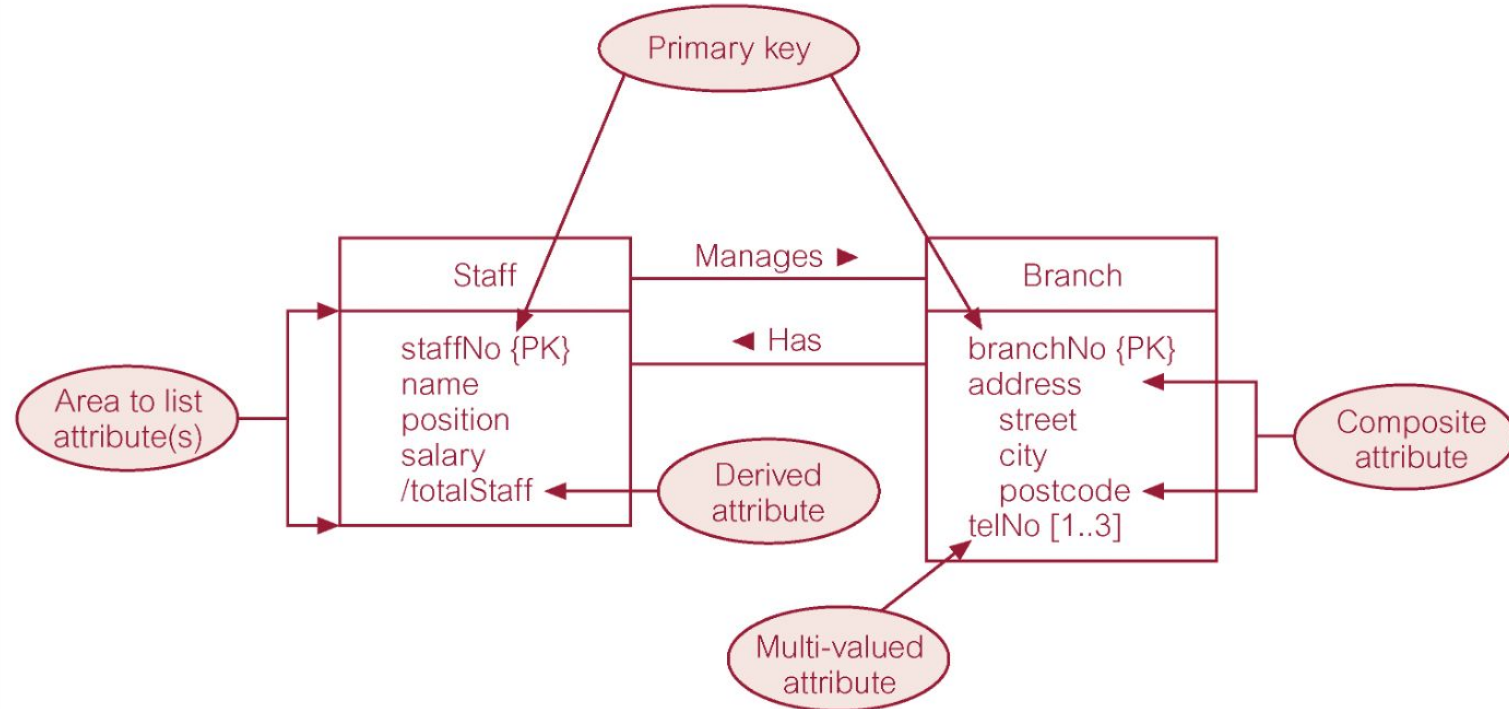 Primary key
Manages ►
Staff
Branch
◄ Has
staffNo {PK}
name
position
salary
/totalStaff
branchNo {PK}
address
street
city
postcode
telNo [1..3]
Area to list
attribute(s)
Derived
attribute
Composite
attribute
Multi-valued
attribute